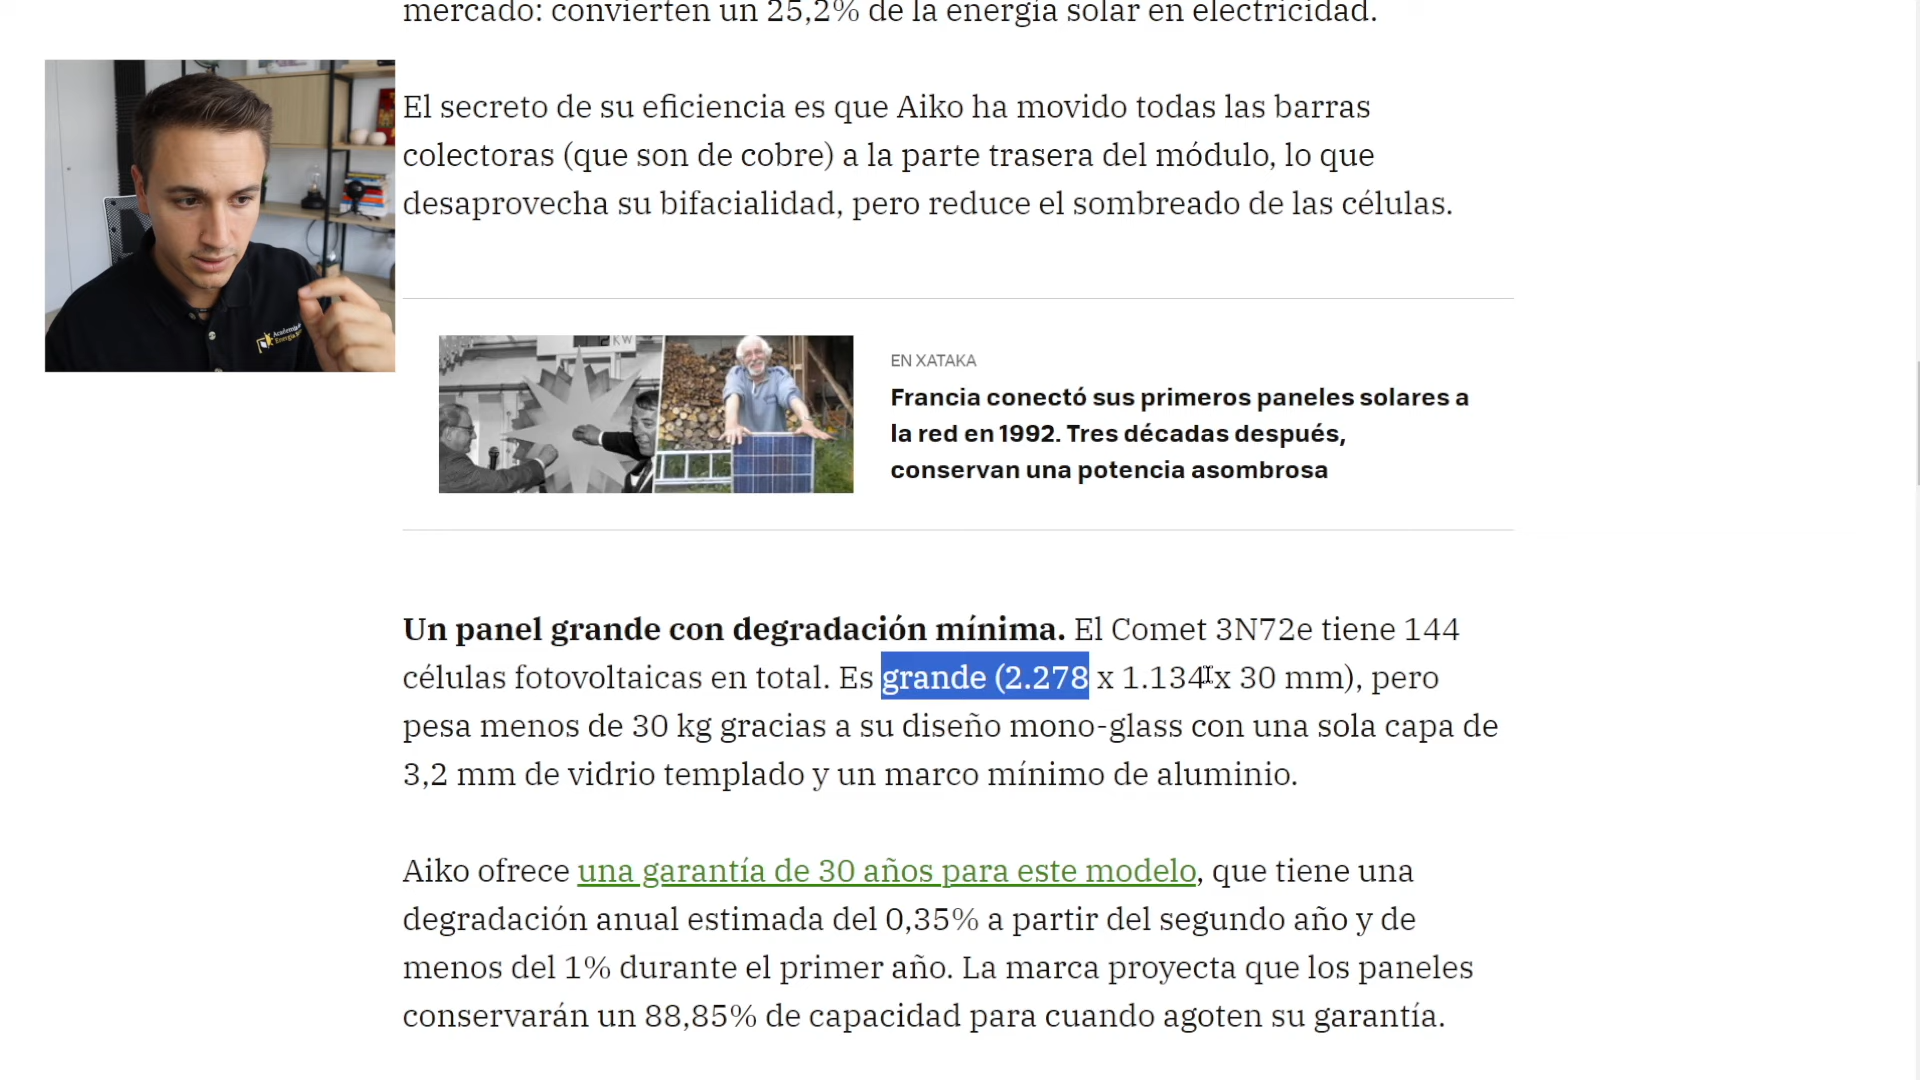 mercado: convierten un 25,2% de la energía solar en electricidad.
El secreto de su eficiencia es que Aiko ha movido todas las barras
colectoras (que son de cobre) a la parte trasera del módulo, lo que
desaprovecha su bifacialidad, pero reduce el sombreado de las células.
KW
EN XATAKA
Francia conectó sus primeros paneles solares a
la red en 1992. Tres décadas después,
conservan una potencia asombrosa
Un panel grande con degradación mínima. El Comet 3N72e tiene 144
células fotovoltaicas en total. Es grande (2.278 x 1.134 x 30 mm), pero
pesa menos de 30 kg gracias a su diseño mono-glass con una sola capa de
3,2 mm de vidrio templado y un marco mínimo de aluminio.
Aiko ofrece una garantía de 30 años para este modelo, que tiene una
degradación anual estimada del 0,35% a partir del segundo año y de
menos del 1% durante el primer año. La marca proyecta que los paneles
conservarán un 88,85% de capacidad para cuando agoten su garantía.